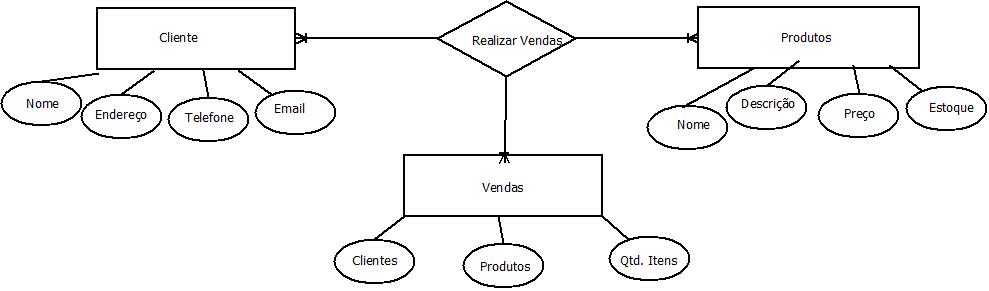 Cliente
Realizar Vendas
Produtos
Nome
Endereço
Telefone
Email
Nome
Descrição
Preço
Estoque
Vendas
Clientes
Produtos
Qtd. Itens